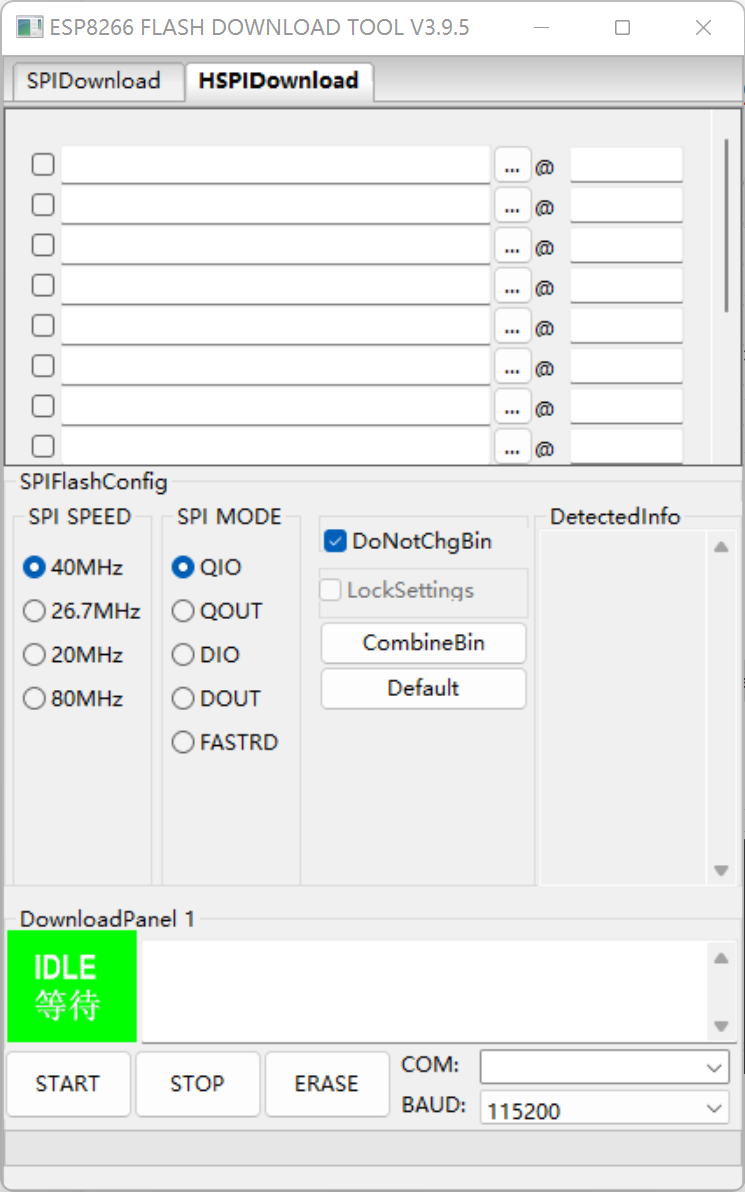 ESP8266 FLASH DOWNLOAD TOOL V3.9.5
SPIDownload HSPIDownload
... @
... @
... @
... @
... @
... @
... @
... @
SPIFlashConfig
SPI SPEED SPI MODE DetectedInfo
DoNotChgBin
40MHz QIO
LockSettings
26.7MHz QOUT
CombineBin
20MHz DIO
Default
80MHz DOUT
FASTRD
DownloadPanel 1
IDLE
等待
START STOP ERASE
COM:
BAUD: 115200